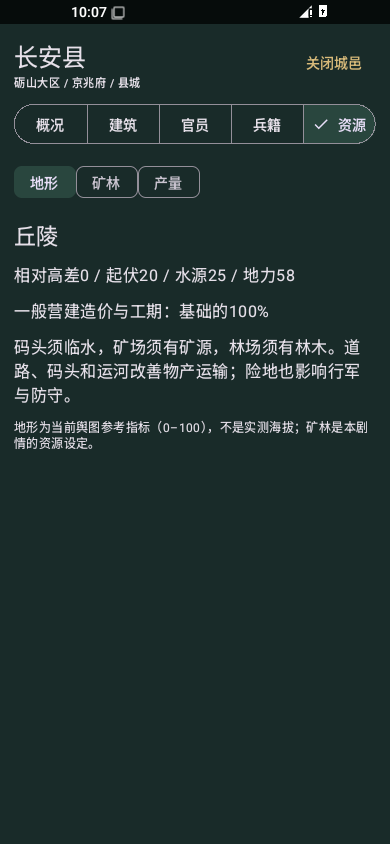 10:07
长安县
关闭城邑
砺山大区 / 京兆府 / 县城
概况 建筑 官员 兵籍 资源
地形 矿林 产量
丘陵
相对高差0 / 起伏20 / 水源25 / 地力58
一般营建造价与工期：基础的100%
码头须临水，矿场须有矿源，林场须有林木。道
路、码头和运河改善物产运输；险地也影响行军
与防守。
地形为当前舆图参考指标（0–100），不是实测海拔；矿林是本剧
情的资源设定。